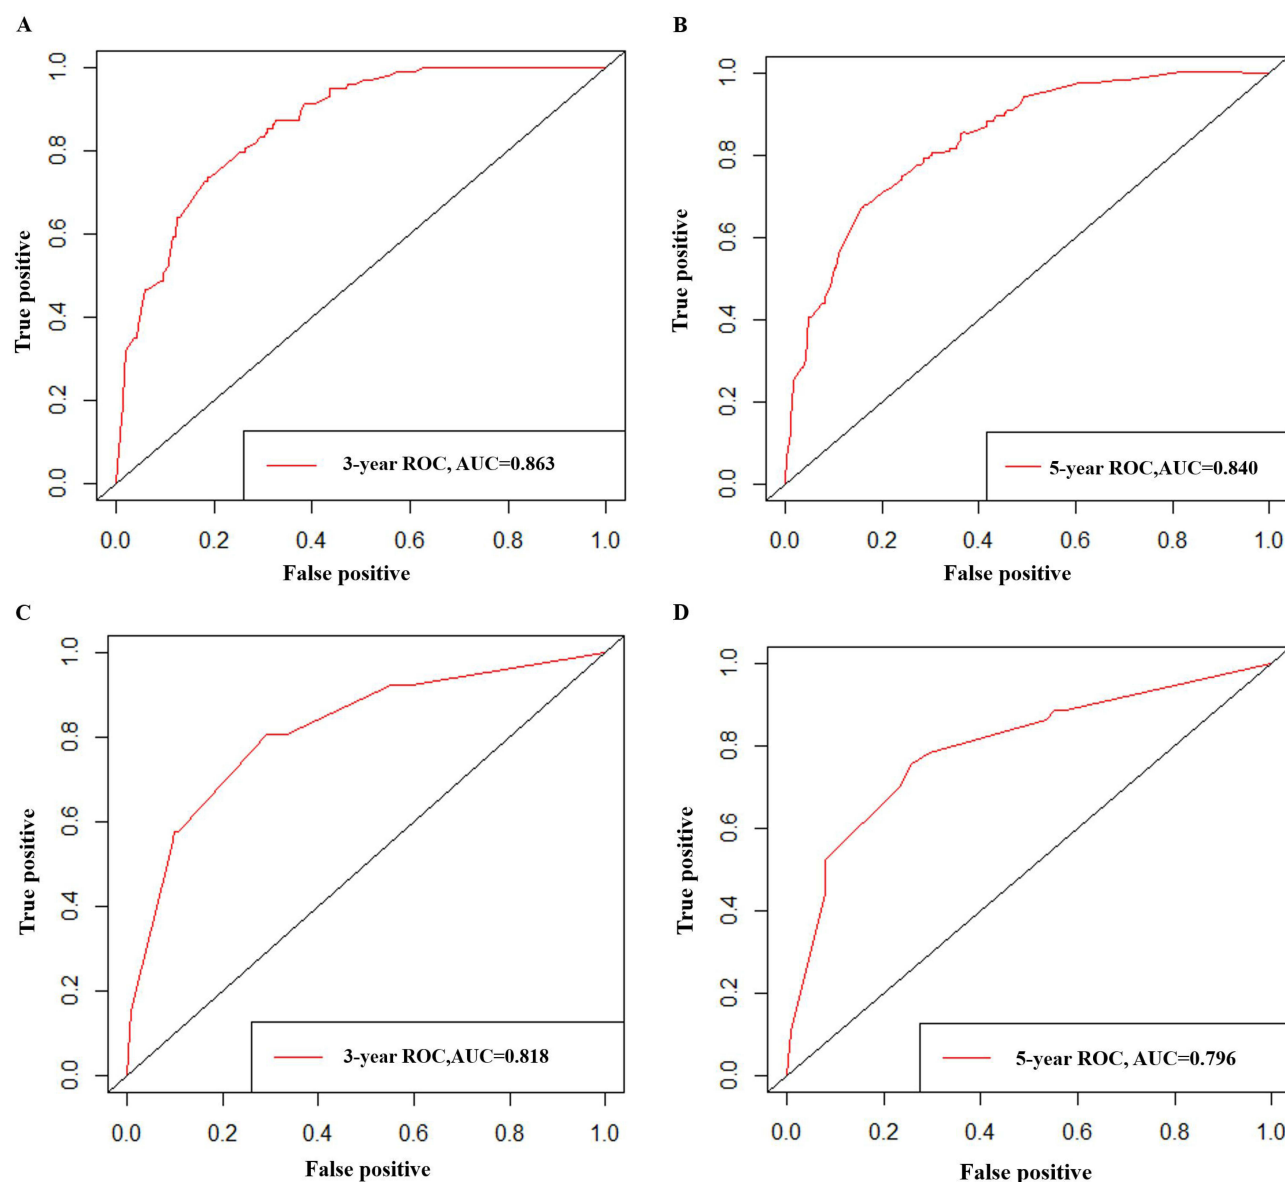 A
1.0
0.8
0.6
0.4
0.2
0.0
True positive
3-year ROC, AUC=0.863
0.0 0.2 0.4 0.6 0.8 1.0
False positive
B
1.0
0.8
0.6
0.4
0.2
0.0
True positive
5-year ROC,AUC=0.840
0.0 0.2 0.4 0.6 0.8 1.0
False positive
C
1.0
0.8
0.6
0.4
0.2
0.0
True positive
3-year ROC,AUC=0.818
0.0 0.2 0.4 0.6 0.8 1.0
False positive
D
1.0
0.8
0.6
0.4
0.2
0.0
True positive
5-year ROC, AUC=0.796
0.0 0.2 0.4 0.6 0.8 1.0
False positive